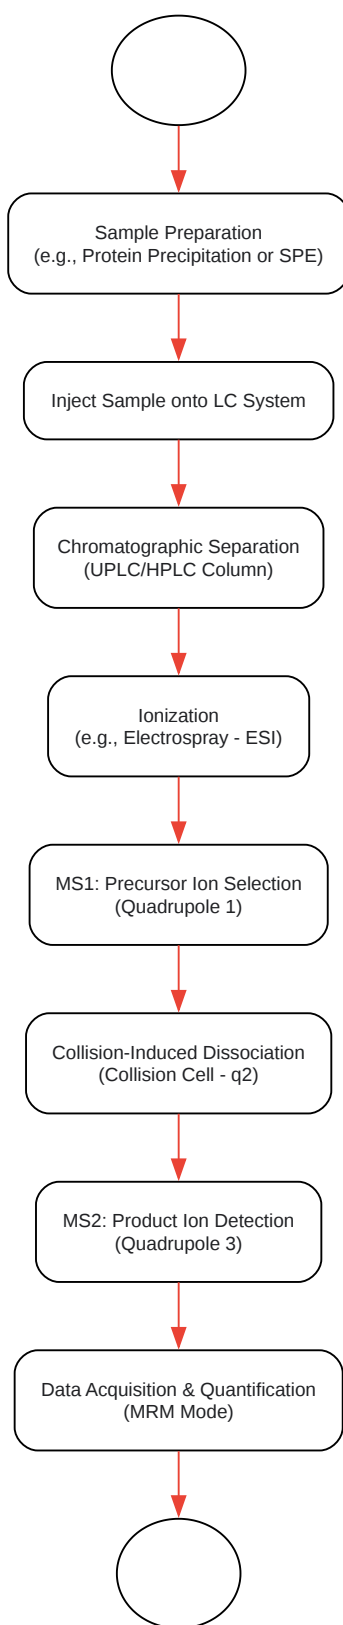 Sample Preparation
(e.g., Protein Precipitation or SPE)
Inject Sample onto LC System
Chromatographic Separation
(UPLC/HPLC Column)
Ionization
(e.g., Electrospray - ESI)
MS1: Precursor Ion Selection
(Quadrupole 1)
Collision-Induced Dissociation
(Collision Cell - q2)
MS2: Product Ion Detection
(Quadrupole 3)
Data Acquisition & Quantification
(MRM Mode)